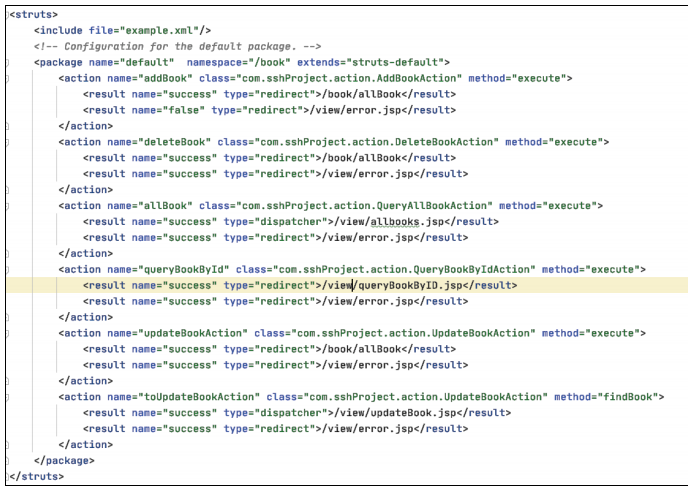 <struts>
<include file="example.xml"/>
<!-- Configuration for the default package. -->
<package name="default"  namespace="/book" extends="struts-default">
<action name="addBook" class="com.sshProject.action.AddBookAction" method="execute">
<result name="success" type="redirect">/book/allBook</result>
<result name="false" type="redirect">/view/error.jsp</result>
</action>
<action name="deleteBook" class="com.sshProject.action.DeleteBookAction" method="execute">
<result name="success" type="redirect">/book/allBook</result>
<result name="success" type="redirect">/view/error.jsp</result>
</action>
<action name="allBook" class="com.sshProject.action.QueryAllBookAction" method="execute">
<result name="success" type="dispatcher">/view/allbooks.jsp</result>
<result name="success" type="redirect">/view/error.jsp</result>
</action>
<action name="queryBookById" class="com.sshProject.action.QueryBookByIdAction" method="execute">
<result name="success" type="redirect">/view/queryBookByID.jsp</result>
<result name="success" type="redirect">/view/error.jsp</result>
</action>
<action name="updateBookAction" class="com.sshProject.action.UpdateBookAction" method="execute">
<result name="success" type="redirect">/book/allBook</result>
<result name="success" type="redirect">/view/error.jsp</result>
</action>
<action name="toUpdateBookAction" class="com.sshProject.action.UpdateBookAction" method="findBook">
<result name="success" type="dispatcher">/view/updateBook.jsp</result>
<result name="success" type="redirect">/view/error.jsp</result>
</action>
</package>
</struts>